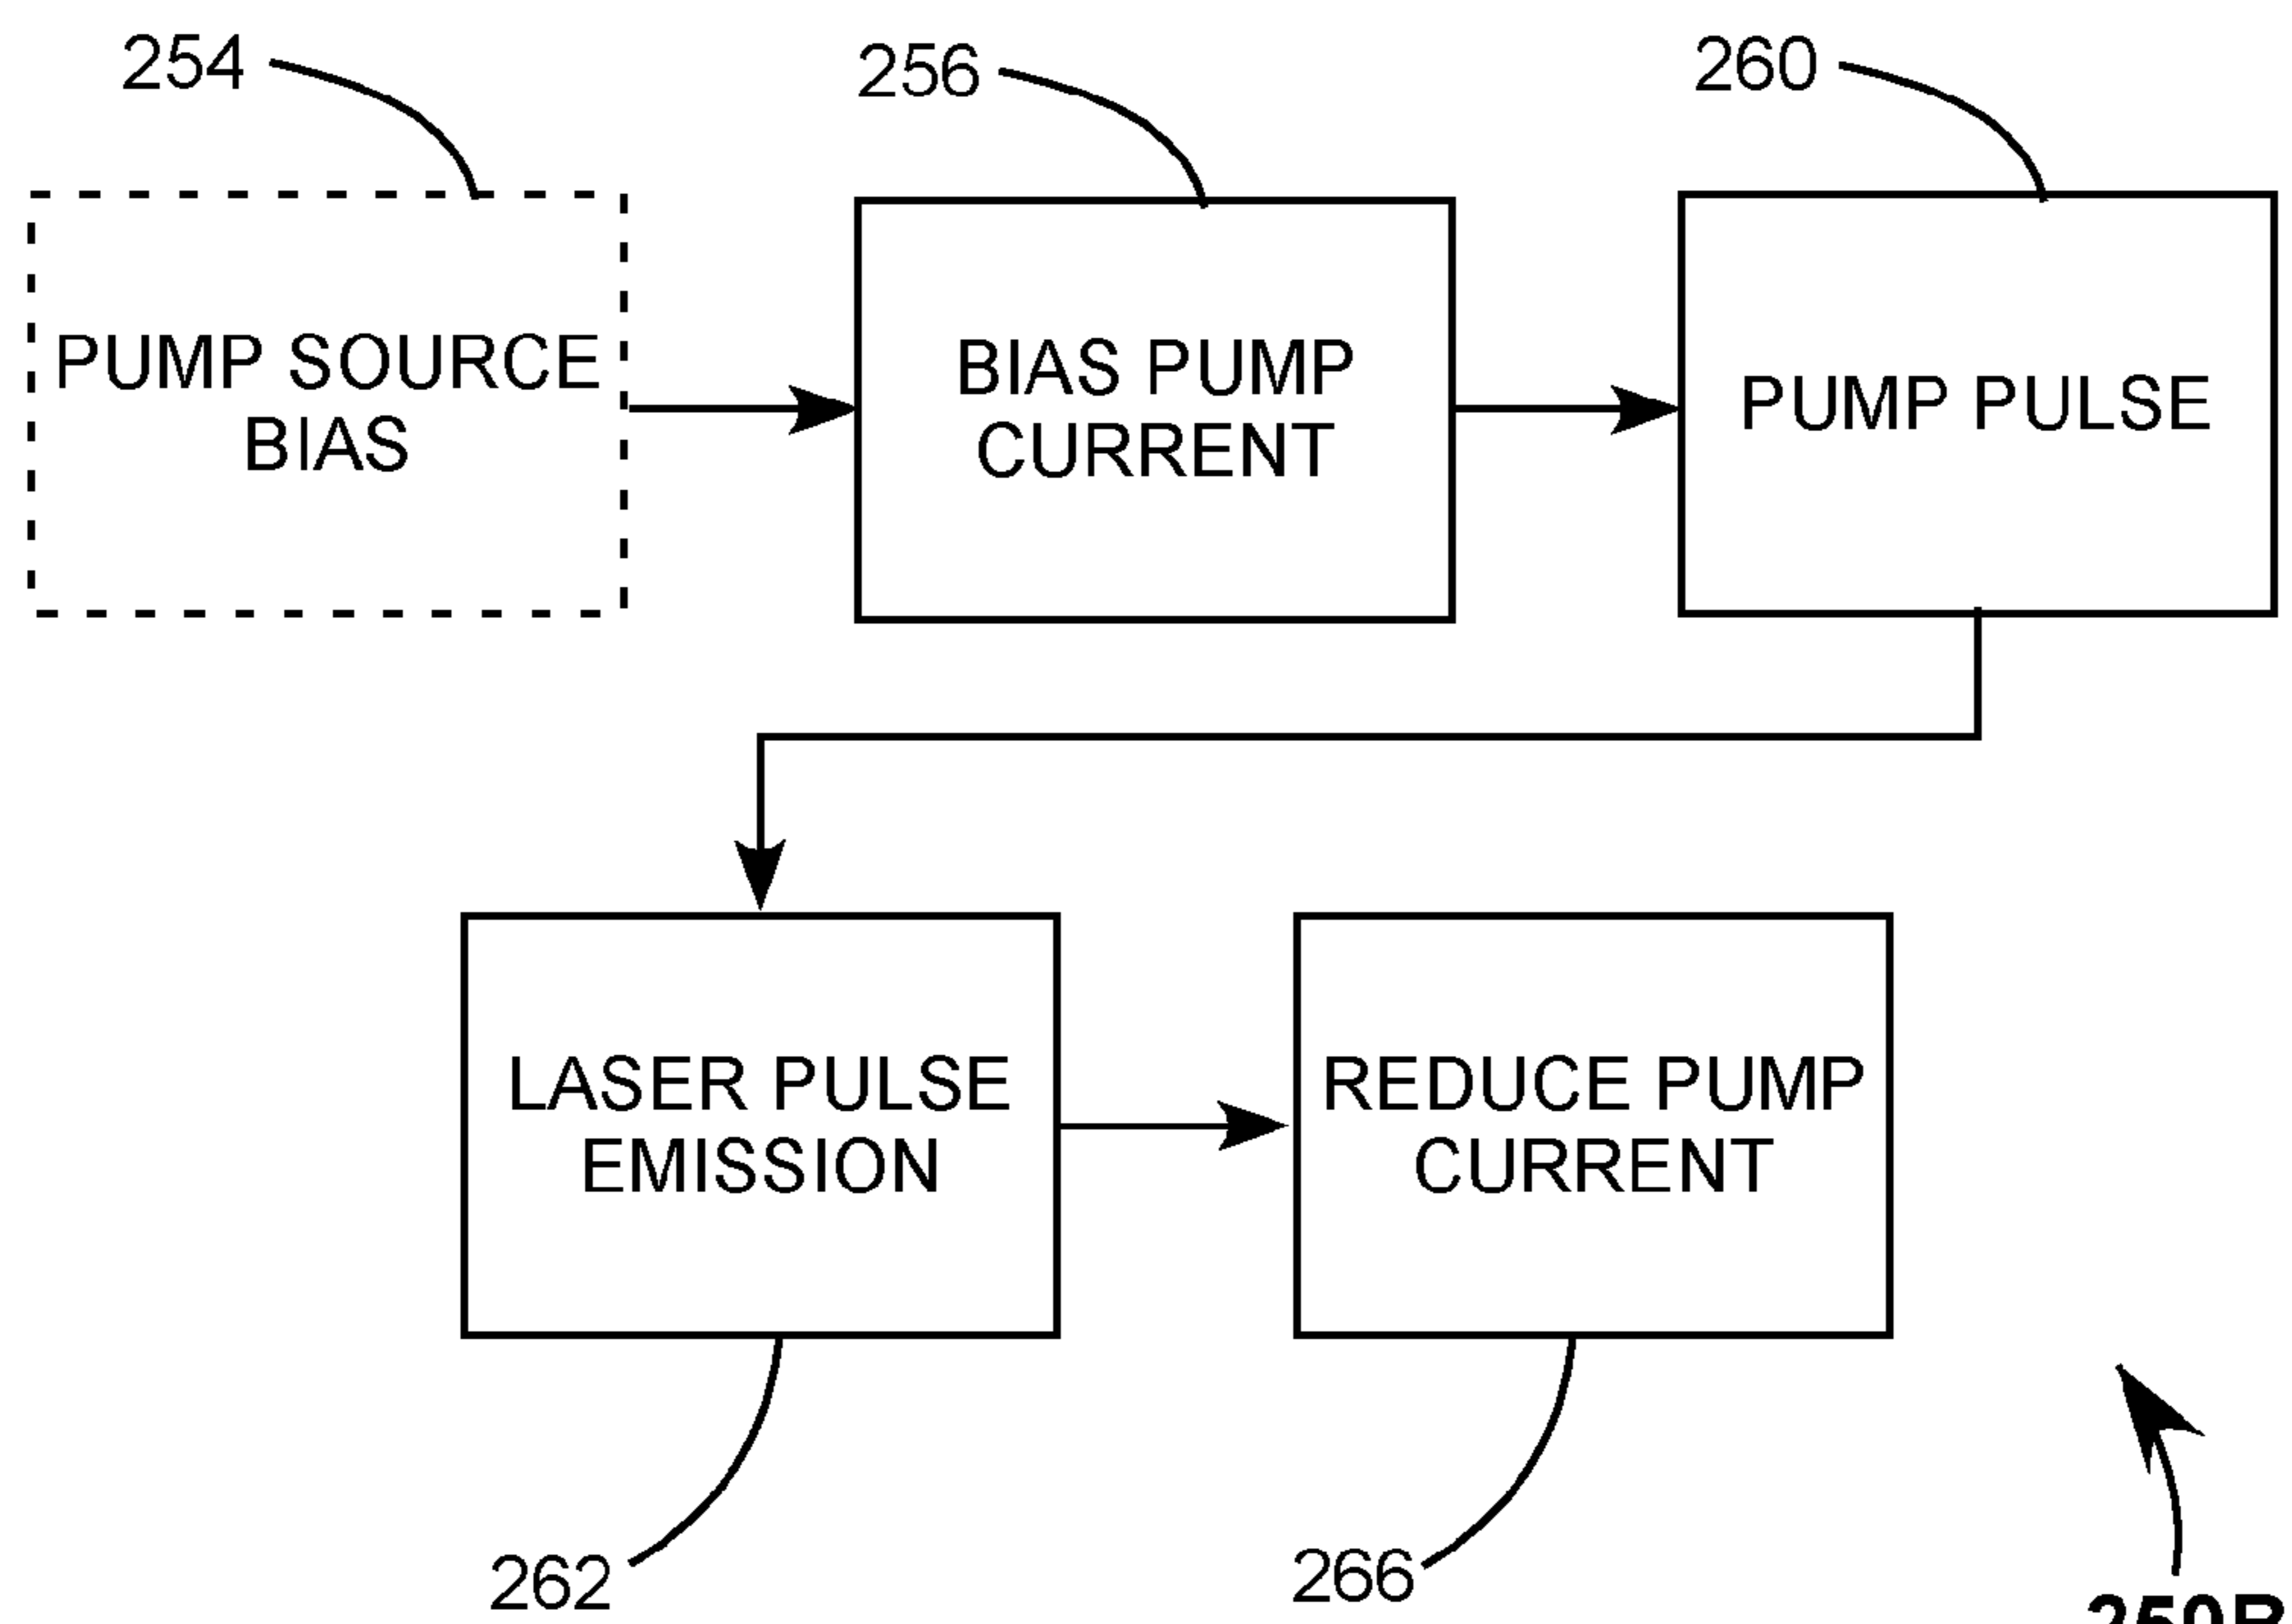 254
256
260
PUMP SOURCE
BIAS
BIAS PUMP
CURRENT
PUMP PULSE
LASER PULSE
EMISSION
REDUCE PUMP
CURRENT
262
266